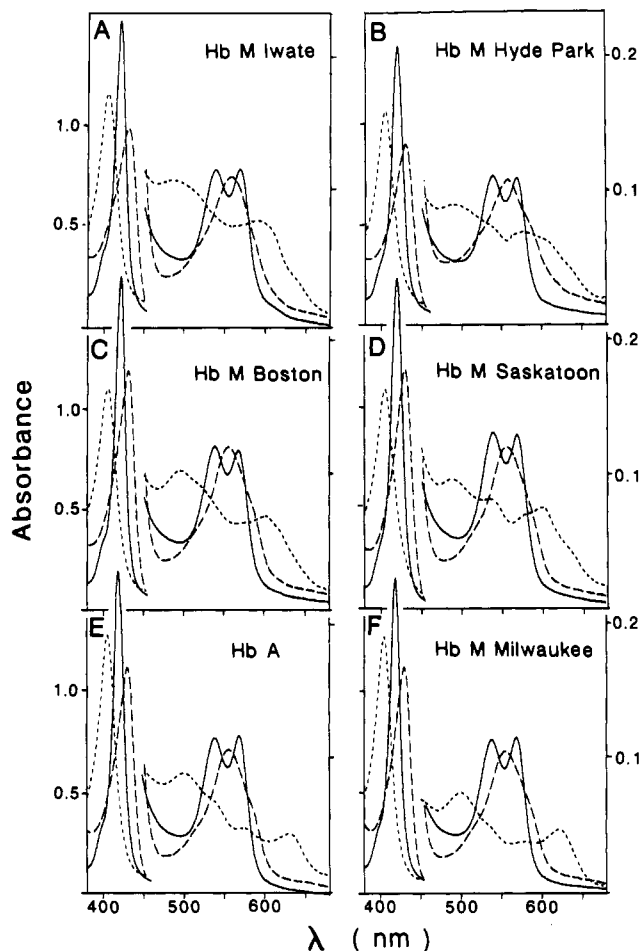 A
Hb M Iwate
B
Hb M Hyde Park
0.2
1.0
0.5
0.1
C
Hb M Boston
D
Hb M Saskatoon
0.2
1.0
0.5
0.1
E
Hb A
F
Hb M Milwaukee
0.2
1.0
0.5
0.1
Absorbance
400 500 600 400 500 600
λ ( nm )